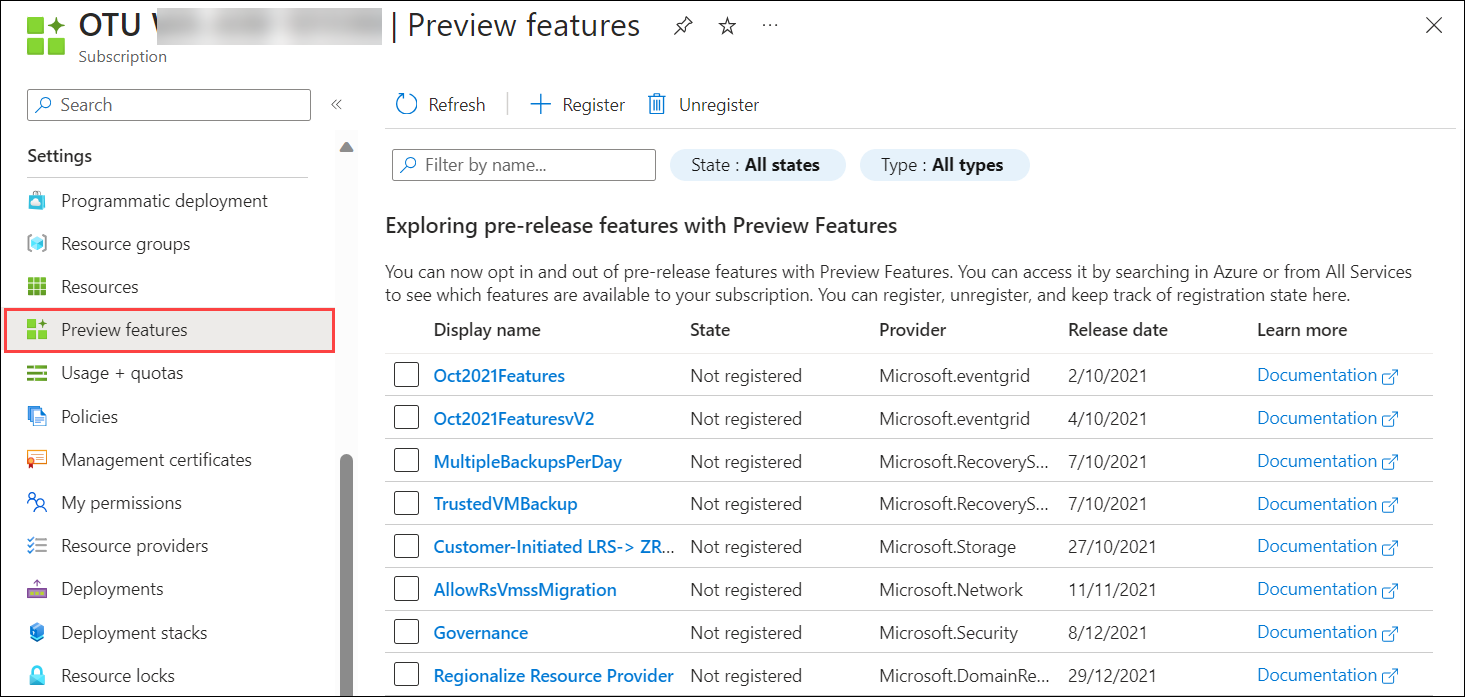 OTU | Preview features
Subscription
Search
«
Settings
Programmatic deployment
Resource groups
Resources
Preview features
Usage + quotas
Policies
Management certificates
My permissions
Resource providers
Deployments
Deployment stacks
Resource locks
Refresh | + Register Unregister
Filter by name... State : All states Type : All types
Exploring pre-release features with Preview Features
You can now opt in and out of pre-release features with Preview Features. You can access it by searching in Azure or from All Services
to see which features are available to your subscription. You can register, unregister, and keep track of registration state here.
Display name State Provider Release date Learn more
Oct2021Features Not registered Microsoft.eventgrid 2/10/2021 Documentation
Oct2021FeaturesvV2 Not registered Microsoft.eventgrid 4/10/2021 Documentation
MultipleBackupsPerDay Not registered Microsoft.RecoveryS... 7/10/2021 Documentation
TrustedVMBackup Not registered Microsoft.RecoveryS... 7/10/2021 Documentation
Customer-Initiated LRS-> ZR... Not registered Microsoft.Storage 27/10/2021 Documentation
AllowRsVmssMigration Not registered Microsoft.Network 11/11/2021 Documentation
Governance Not registered Microsoft.Security 8/12/2021 Documentation
Regionalize Resource Provider Not registered Microsoft.DomainRe... 29/12/2021 Documentation